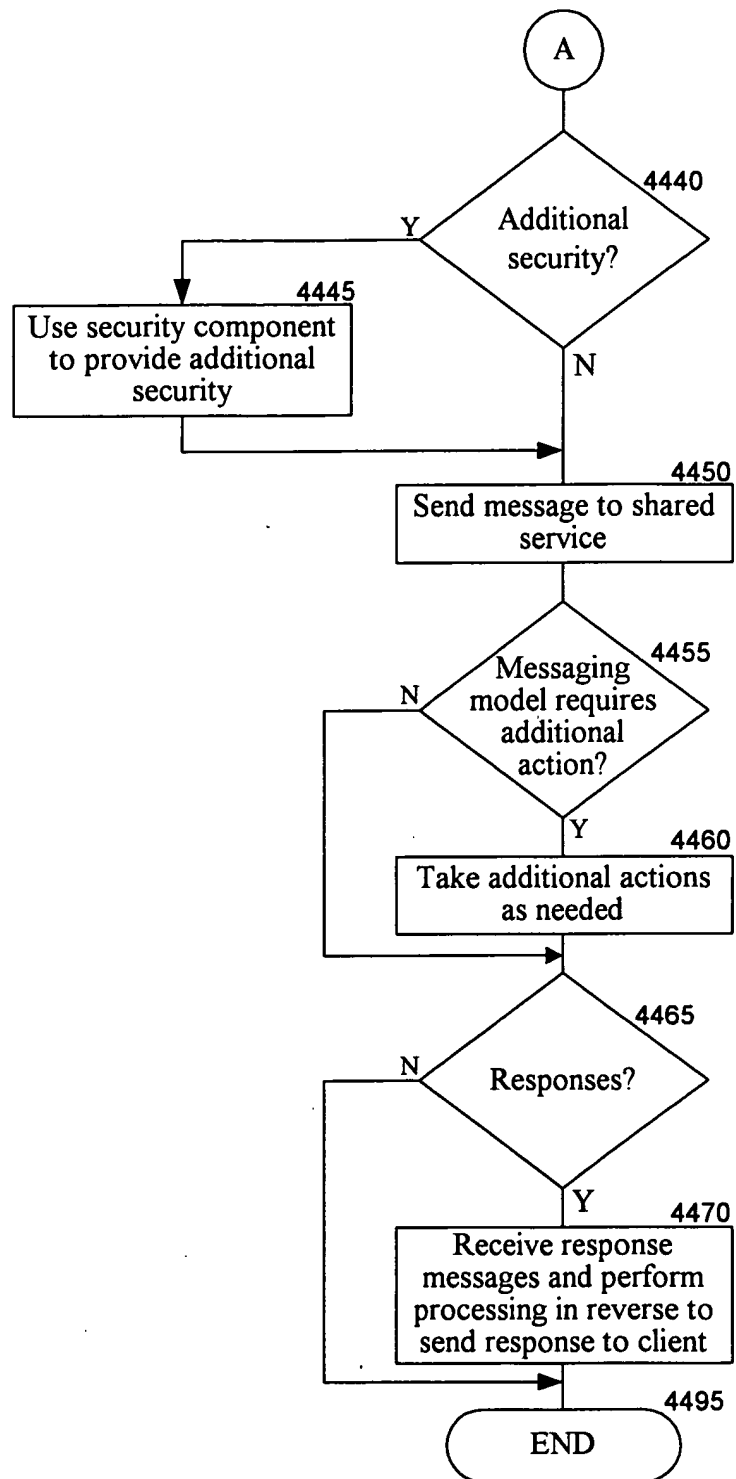 A
4440
Additional
security?
Y
N
4445
Use security component
to provide additional
security
4450
Send message to shared
service
4455
Messaging
model requires
additional
action?
N
Y
4460
Take additional actions
as needed
4465
Responses?
N
Y
4470
Receive response
messages and perform
processing in reverse to
send response to client
4495
END